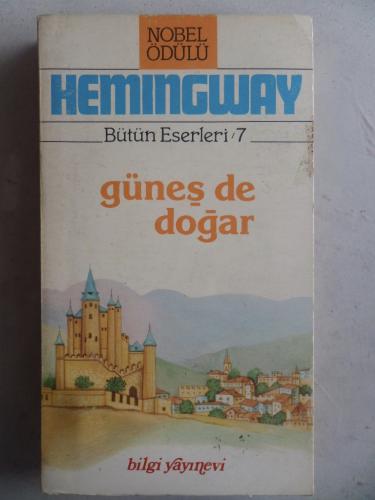 NOBEL
ÖDÜLÜ
HEMINGWAY
Bütün Eserleri/7
güneş de
doğar
bilgi yayınevi